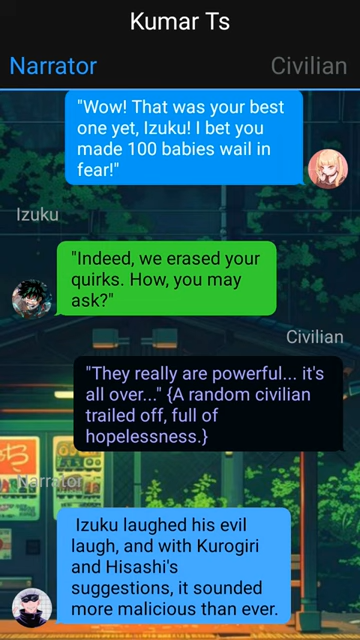 Kumar Ts
Narrator Civilian
"Wow! That was your best
one yet, Izuku! I bet you
made 100 babies wail in
fear!"
Izuku
"Indeed, we erased your
quirks. How, you may
ask?"
Civilian
"They really are powerful... it's
all over..." {A random civilian
trailed off, full of
hopelessness.}
Narrator
Izuku laughed his evil
laugh, and with Kurogiri
and Hisashi's
suggestions, it sounded
more malicious than ever.